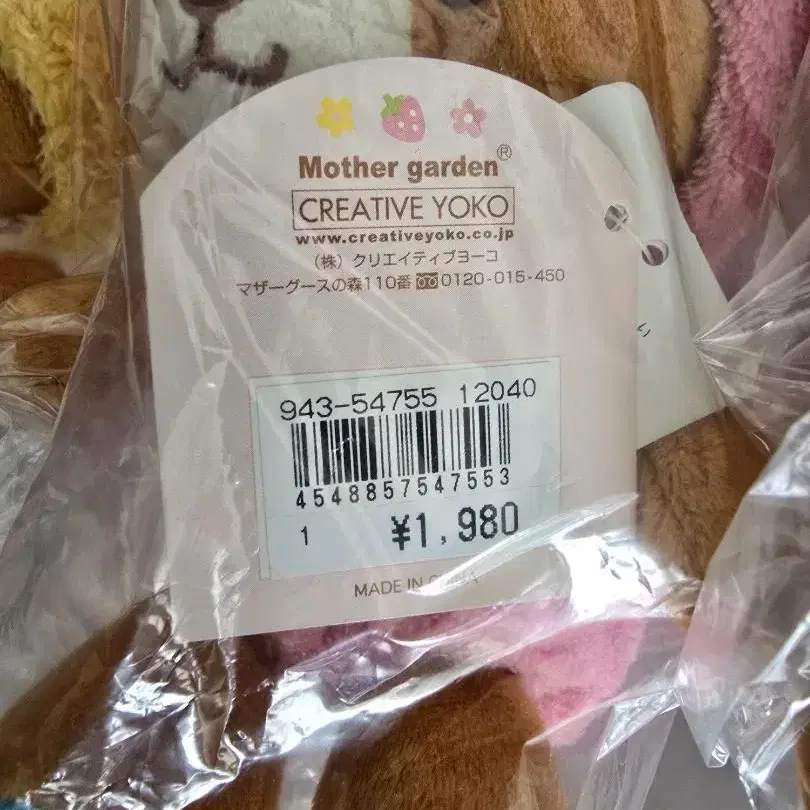 Mother garden®
CREATIVE YOKO
www.creativeyoko.co.jp
(株) クリエイティブヨーコ
マザーグースの森110番 0120-015-450
943-54755 12040
4548857547553
1 ¥1,980
MADE IN CHINA